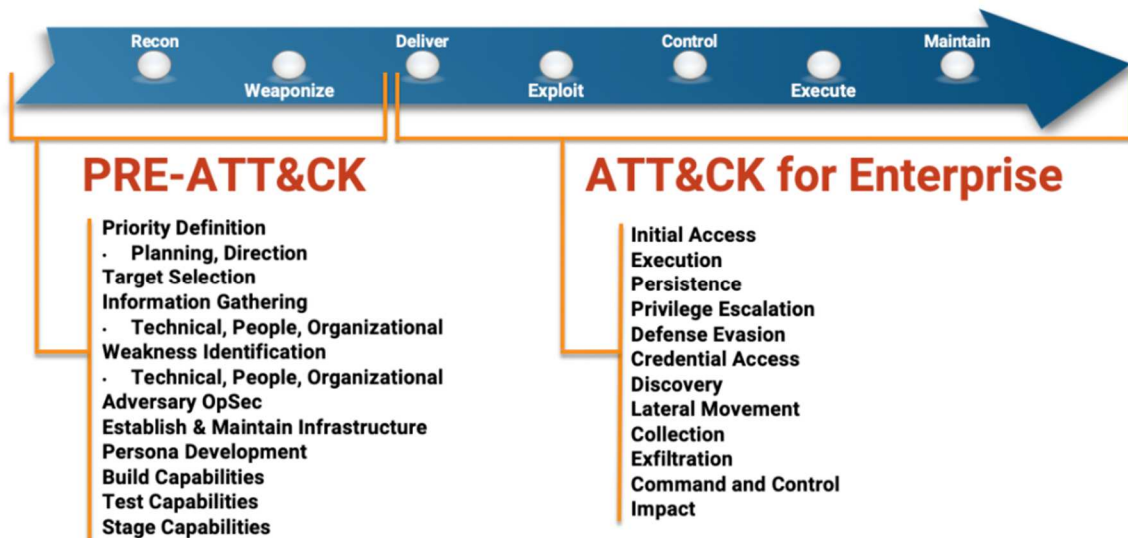 Recon
Weaponize
Deliver
Exploit
Control
Execute
Maintain
PRE-ATT&CK
Priority Definition
· Planning, Direction
Target Selection
Information Gathering
· Technical, People, Organizational
Weakness Identification
· Technical, People, Organizational
Adversary OpSec
Establish & Maintain Infrastructure
Persona Development
Build Capabilities
Test Capabilities
Stage Capabilities
ATT&CK for Enterprise
Initial Access
Execution
Persistence
Privilege Escalation
Defense Evasion
Credential Access
Discovery
Lateral Movement
Collection
Exfiltration
Command and Control
Impact